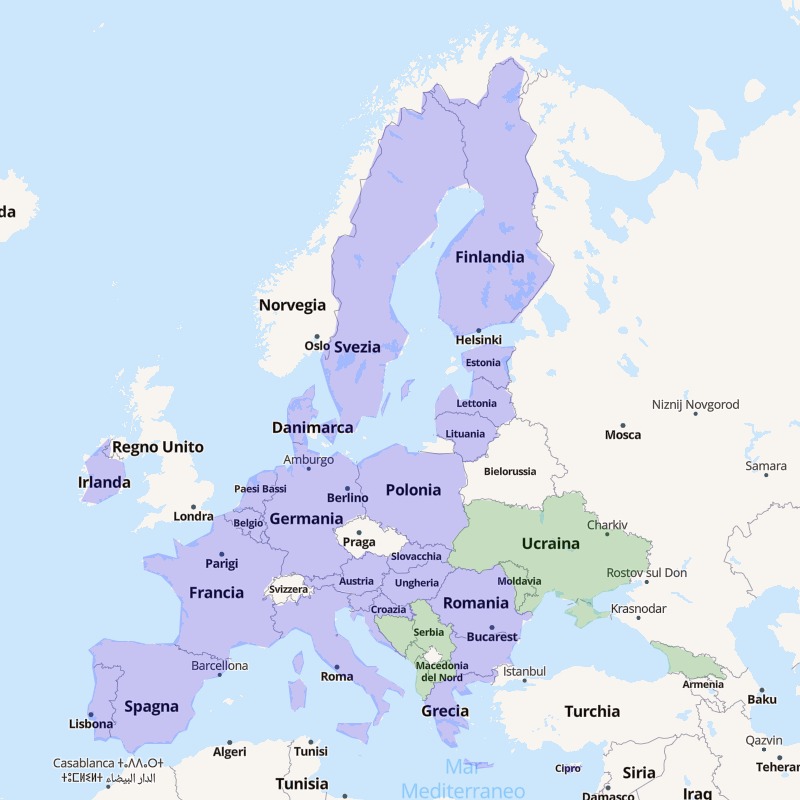 da
Finlandia
Norvegia
Oslo
Svezia
Helsinki
Estonia
Lettonia
Lituania
Niznij Novgorod
Mosca
Samara
Danimarca
Regno Unito
Irlanda
Amburgo
Bielorussia
Paesi Bassi
Berlino
Polonia
Londra
Belgio
Germania
Praga
Charkiv
Ucraina
Parigi
Slovacchia
Francia
Svizzera
Austria
Ungheria
Moldavia
Rostov sul Don
Croazia
Romania
Krasnodar
Serbia
Bucarest
Barcellona
Roma
Macedonia
del Nord
Istanbul
Armenia
Spagna
Lisbona
Grecia
Turchia
Baku
Algeri
Tunisi
Qazvin
Casablanca ⵜⴰⴷⴷⴰⵔⵜ
ⵜⵓⵎⵍⵉⵍⵜ الدار البيضاء
Tunisia
Mar
Mediterraneo
Cipro
Siria
Teheran
Damasco
Iraq